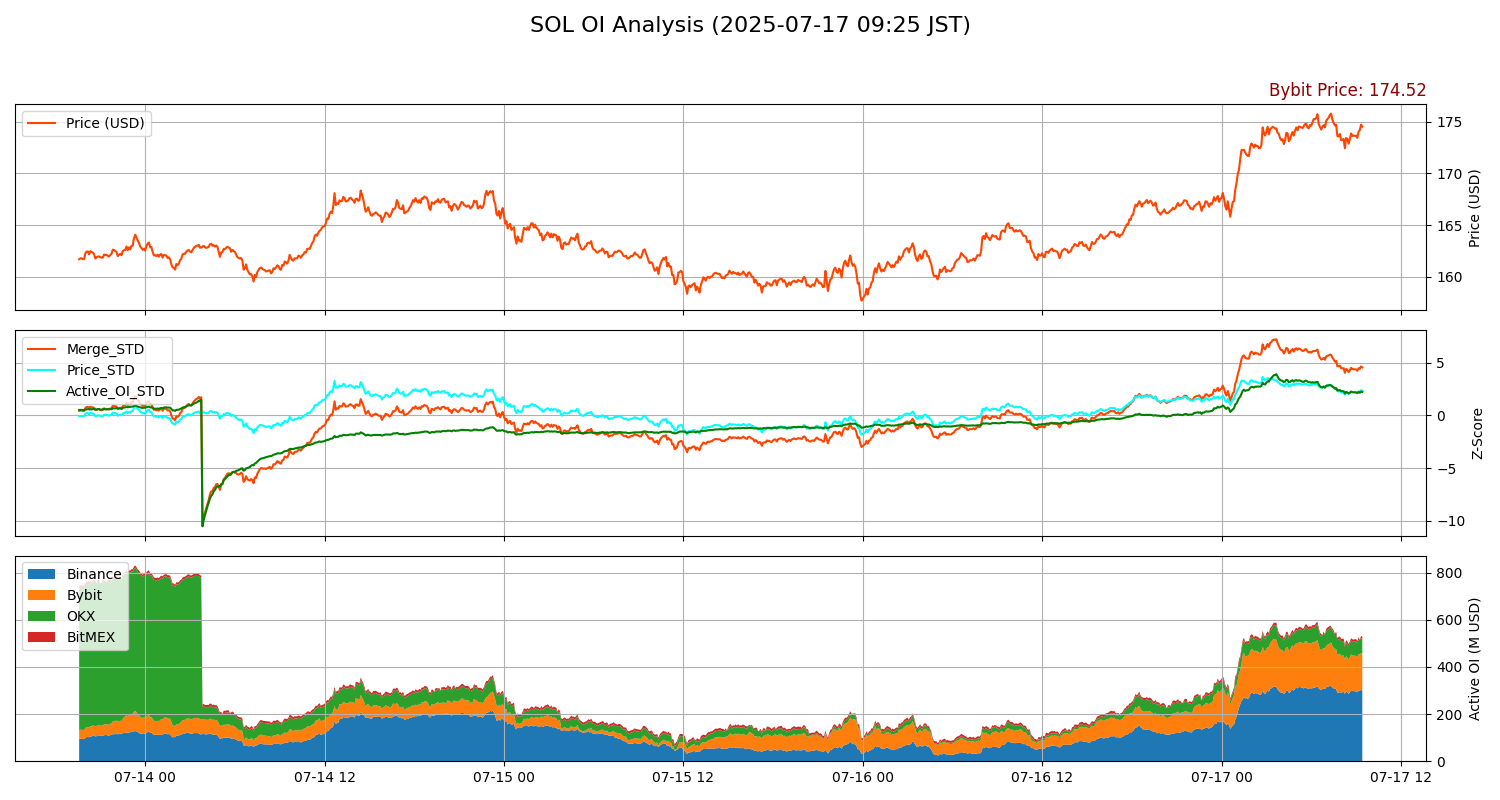 SOL OI Analysis (2025-07-17 09:25 JST)
Bybit Price: 174.52
Price (USD)
175
170
165
160
Price (USD)
Merge_STD
Price_STD
Active_OI_STD
5
0
−5
−10
Z-Score
Binance
Bybit
OKX
BitMEX
800
600
400
200
0
Active OI (M USD)
07-14 00
07-14 12
07-15 00
07-15 12
07-16 00
07-16 12
07-17 00
07-17 12